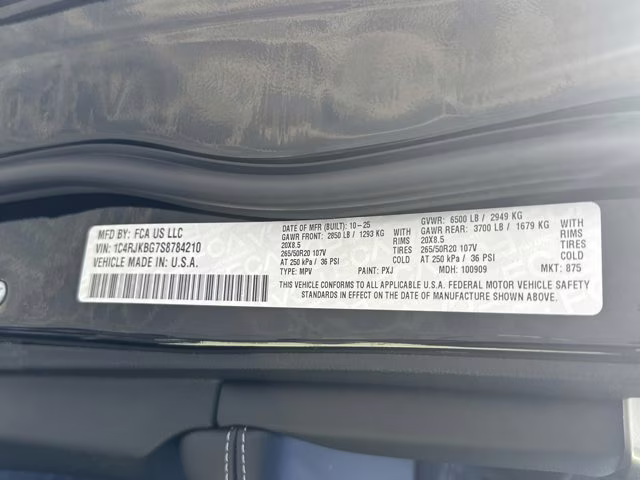 MFD BY: FCA US LLC
VIN: 1C4RJKBG7S8784210
VEHICLE MADE IN: U.S.A.
DATE OF MFR (BUILT): 10-25
GVWR: 6500 LB / 2949 KG
GAWR FRONT: 2850 LB / 1293 KG WITH
GAWR REAR: 3700 LB / 1679 KG WITH
20X8.5 RIMS
20X8.5 RIMS
265/50R20 107V TIRES
265/50R20 107V TIRES
AT 250 kPa / 36 PSI COLD
AT 250 kPa / 36 PSI COLD
TYPE: MPV PAINT: PXJ MDH: 100909 MKT: 875
THIS VEHICLE CONFORMS TO ALL APPLICABLE U.S.A. FEDERAL MOTOR VEHICLE SAFETY
STANDARDS IN EFFECT ON THE DATE OF MANUFACTURE SHOWN ABOVE.